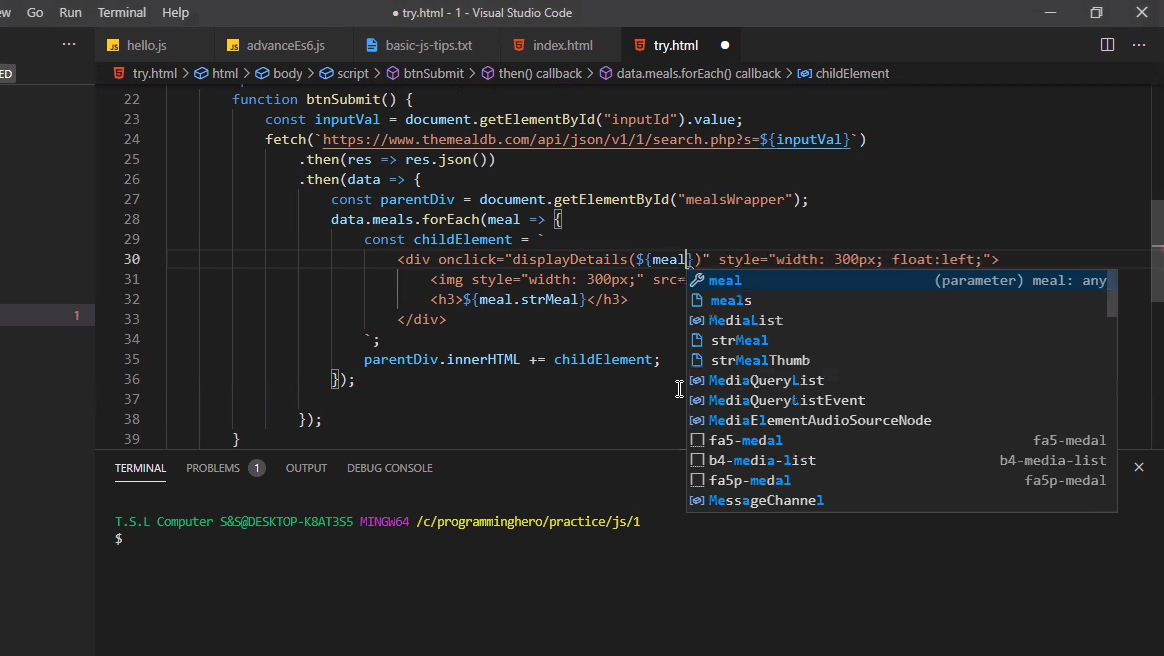 ew Go Run Terminal Help ● try.html - 1 - Visual Studio Code
ED
hello.js advanceEs6.js basic-js-tips.txt index.html try.html
try.html > html > body > script > btnSubmit > then() callback > data.meals.forEach() callback > childElement
22 function btnSubmit() {
23 const inputVal = document.getElementById("inputId").value;
24 fetch(`https://www.themealdb.com/api/json/v1/1/search.php?s=${inputVal}`)
25 .then(res => res.json())
26 .then(data => {
27 const parentDiv = document.getElementById("mealsWrapper");
28 data.meals.forEach(meal => {
29 const childElement = `
30 <div onclick="displayDetails(${meal})" style="width: 300px; float:left;">
31 <img style="width: 300px;" src=
32 <h3>${meal.strMeal}</h3>
33 </div>
34 `;
35 parentDiv.innerHTML += childElement;
36 });
37
38 });
39 }
1
meal (parameter) meal: any
meals
MediaList
strMeal
strMealThumb
MediaQueryList
MediaQueryListEvent
MediaElementAudioSourceNode
fa5-medal fa5-medal
b4-media-list b4-media-list
fa5p-medal fa5p-medal
MessageChannel
TERMINAL PROBLEMS 1 OUTPUT DEBUG CONSOLE
T.S.L Computer S&S@DESKTOP-K8AT3S5 MINGW64 /c/programminghero/practice/js/1
$